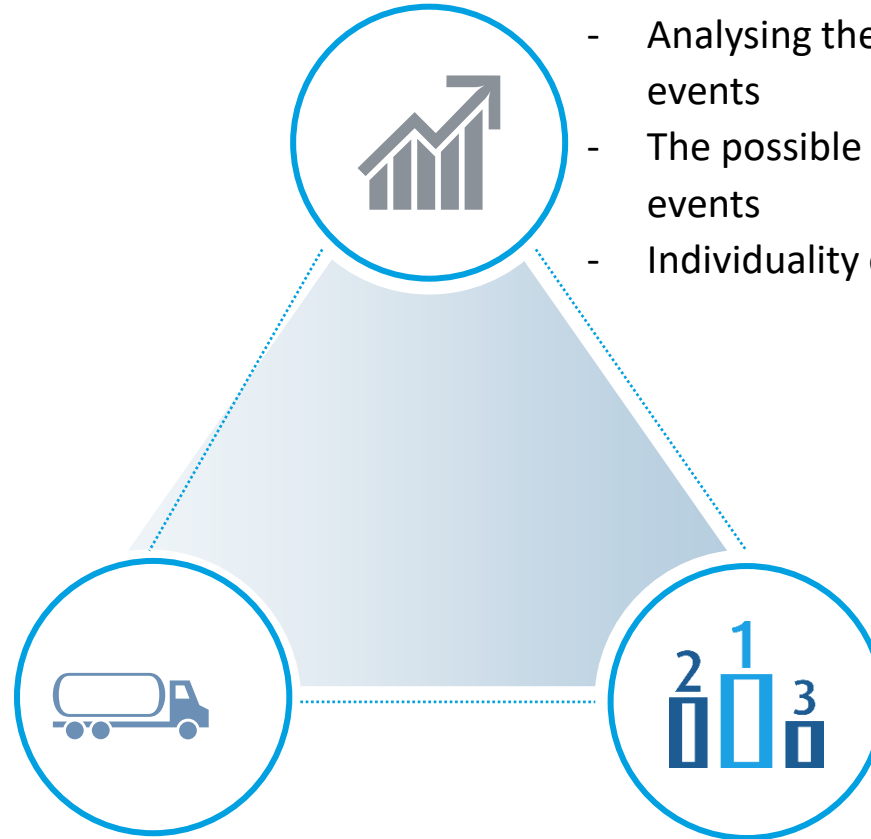 - Analysing the
events
- The possible
events
- Individuality
1
2
3